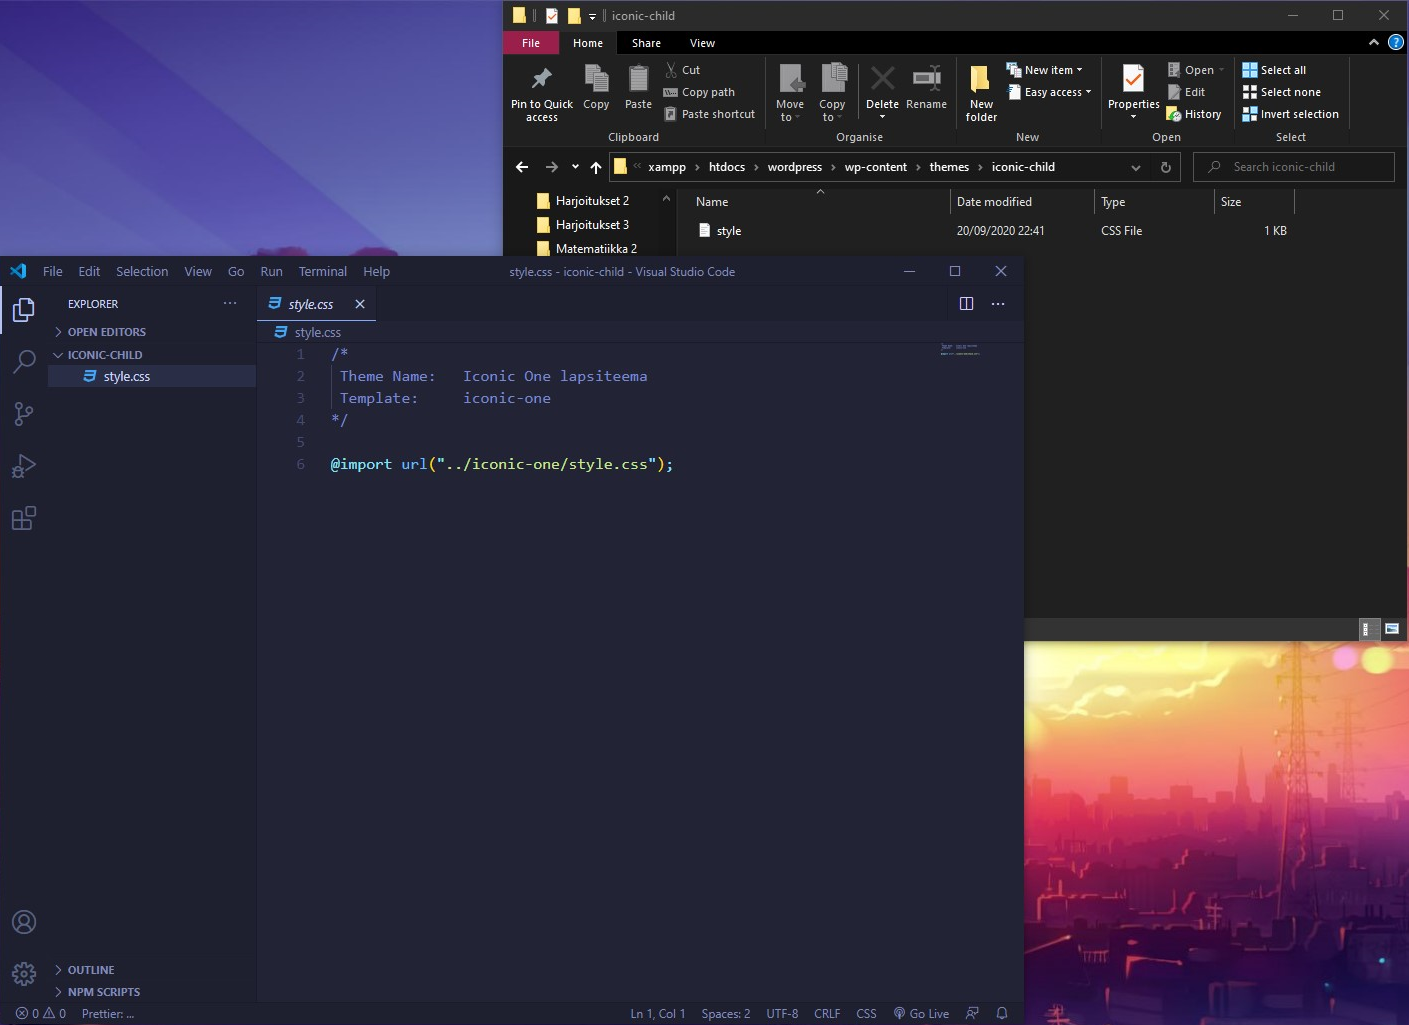 iconic-child
File Home Share View
Pin to Quick access
Copy
Paste
Cut
Copy path
Paste shortcut
Clipboard
Move to
Copy to
Delete
Rename
Organise
New folder
New item
Easy access
New
Properties
Open
Edit
History
Open
Select all
Select none
Invert selection
Select
« xampp › htdocs › wordpress › wp-content › themes › iconic-child
Search iconic-child
Harjoitukset 2
Harjoitukset 3
Matematiikka 2
Name Date modified Type Size
style 20/09/2020 22:41 CSS File 1 KB
File Edit Selection View Go Run Terminal Help
style.css - iconic-child - Visual Studio Code
EXPLORER
OPEN EDITORS
ICONIC-CHILD
style.css
style.css
style.css
1 /*
2 Theme Name: Iconic One lapsiteema
3 Template: iconic-one
4 */
5
6 @import url("../iconic-one/style.css");
OUTLINE
NPM SCRIPTS
0 0 Prettier: ...
Ln 1, Col 1 Spaces: 2 UTF-8 CRLF CSS Go Live